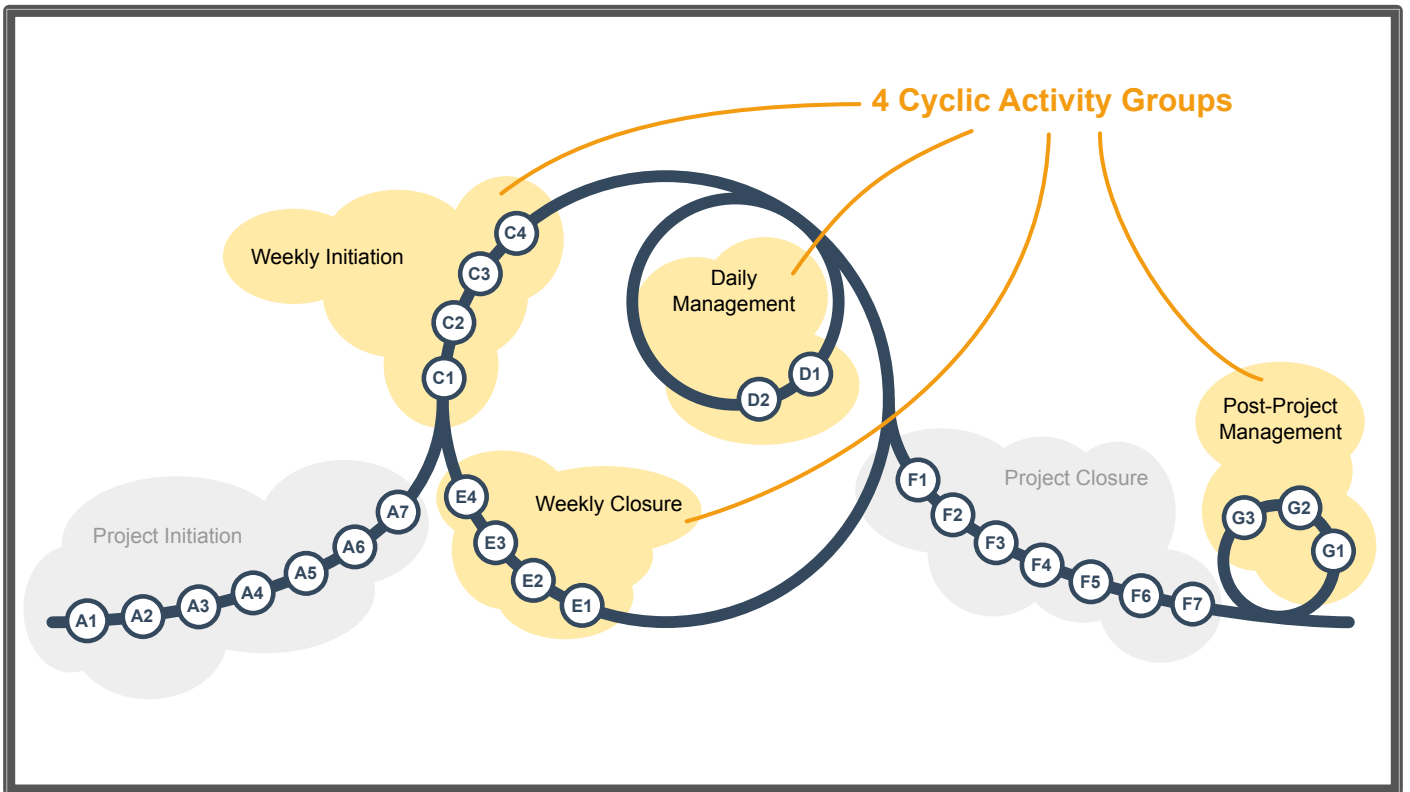 4 Cyclic Activity Groups
Weekly Initiation
C4
C3
C2
C1
Daily
Management
D1
D2
Post-Project
Management
G3
G2
G1
Weekly Closure
E4
E3
E2
E1
Project Closure
F1
F2
F3
F4
F5
F6
F7
Project Initiation
A1
A2
A3
A4
A5
A6
A7